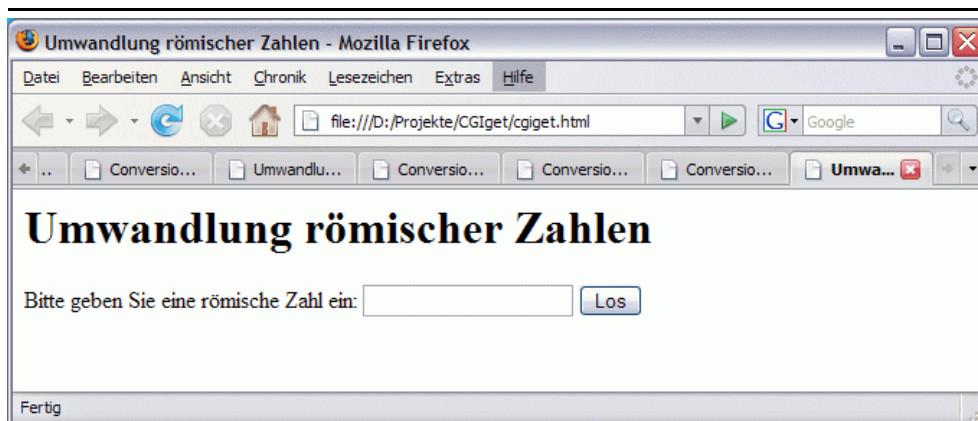 Umwandlung römischer Zahlen - Mozilla Firefox
Datei Bearbeiten Ansicht Chronik Lesezeichen Extras Hilfe
file:///D:/Projekte/CGIget/cgiget.html G Google
.. Conversio... Umwandlu... Conversio... Conversio... Conversio... Umwa...
Umwandlung römischer Zahlen
Bitte geben Sie eine römische Zahl ein: Los
Fertig